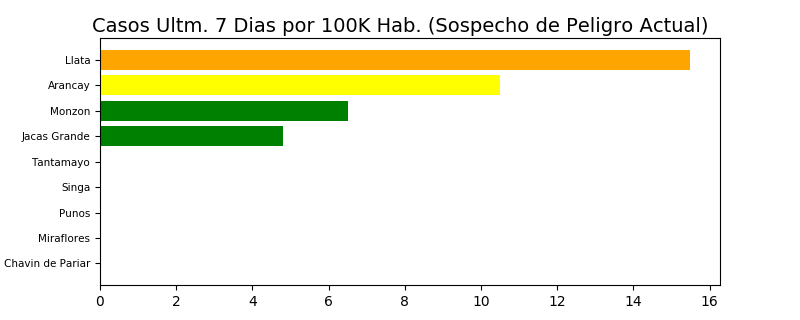 Casos Ultm. 7 Dias por 100K Hab. (Sospecho de Peligro Actual)
Llata
Arancay
Monzon
Jacas Grande
Tantamayo
Singa
Punos
Miraflores
Chavin de Pariar
0 2 4 6 8 10 12 14 16